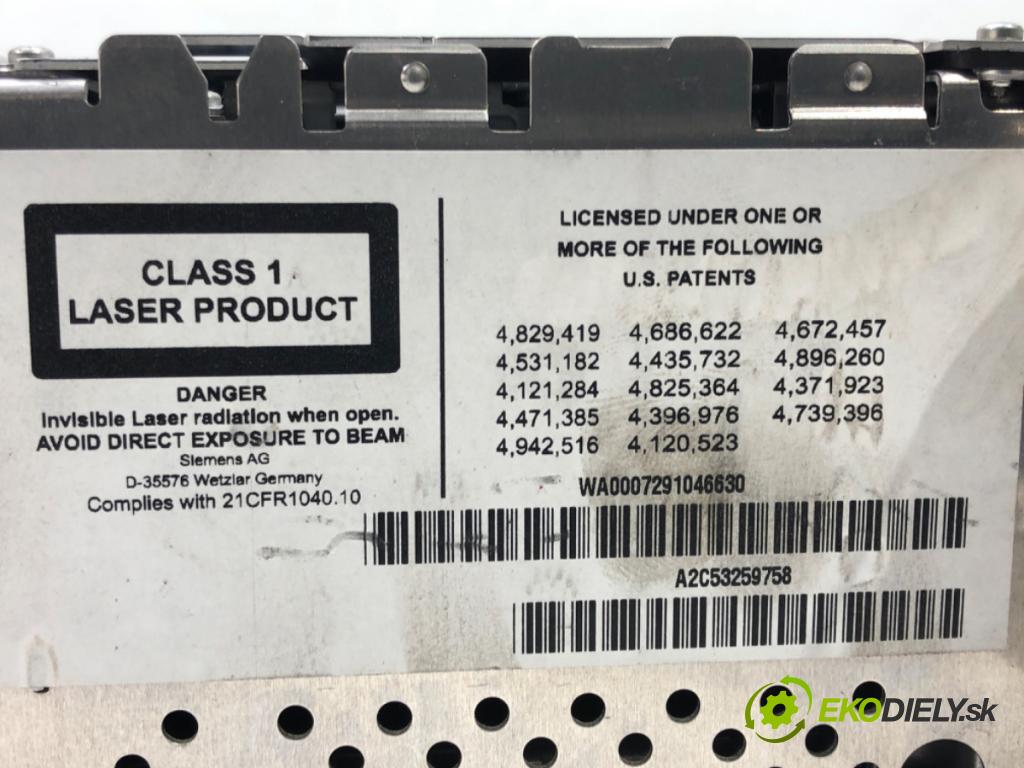 CLASS 1
LASER PRODUCT
DANGER
Invisible Laser radiation when open.
AVOID DIRECT EXPOSURE TO BEAM
Siemens AG
D-35576 Wetzlar Germany
Complies with 21CFR1040.10
LICENSED UNDER ONE OR
MORE OF THE FOLLOWING
U.S. PATENTS
4,829,419 4,686,622 4,672,457
4,531,182 4,435,732 4,896,260
4,121,284 4,825,364 4,371,923
4,471,385 4,396,976 4,739,396
4,942,516 4,120,523
WA0007291046630
A2C53259758
EKODIELY.sk